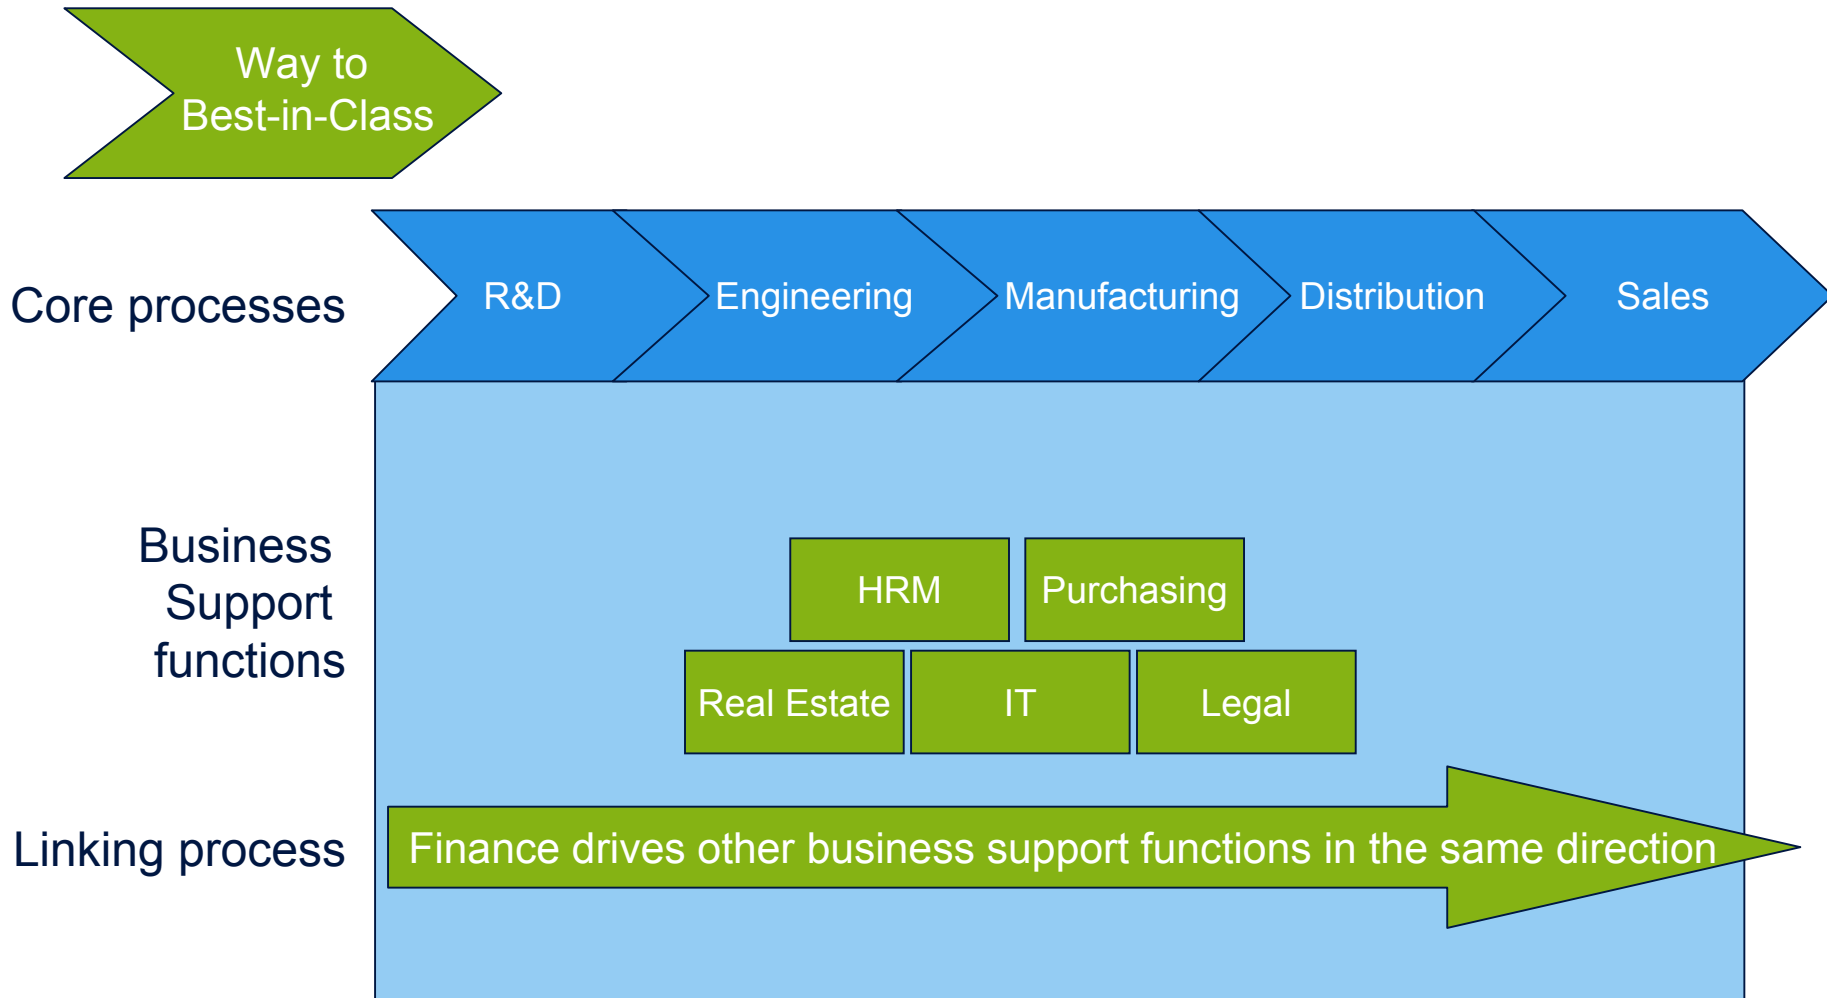 Way to
Best-in-Class
Core processes
R&D
Engineering
Manufacturing
Distribution
Sales
Business
Support
functions
HRM
Purchasing
Real Estate
IT
Legal
Linking process
Finance drives other business support functions in the same direction